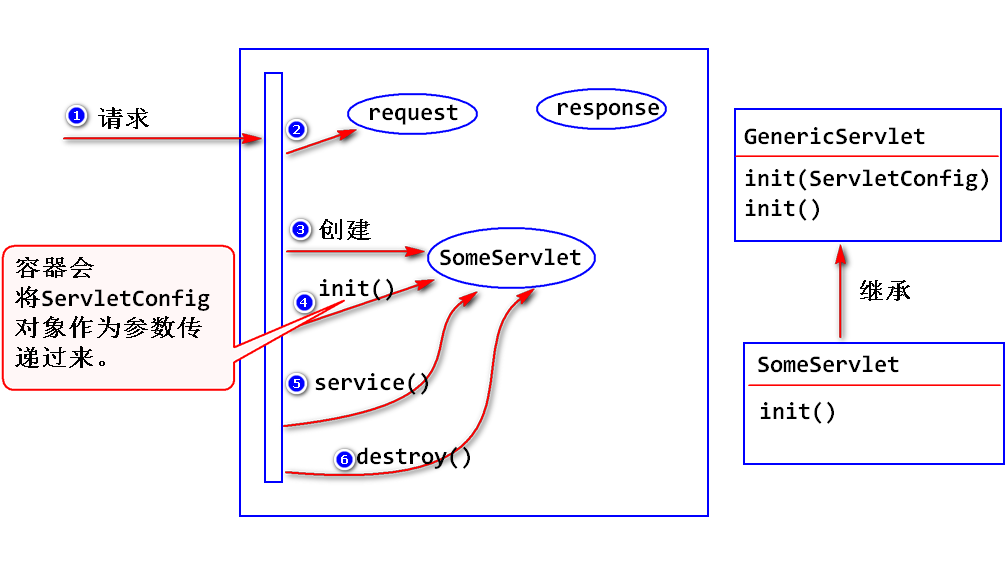 1 请求
2
request
response
3 创建
SomeServlet
4 init()
容器会
将ServletConfig
对象作为参数传
递过来。
5 service()
6 destroy()
GenericServlet
init(ServletConfig)
init()
继承
SomeServlet
init()